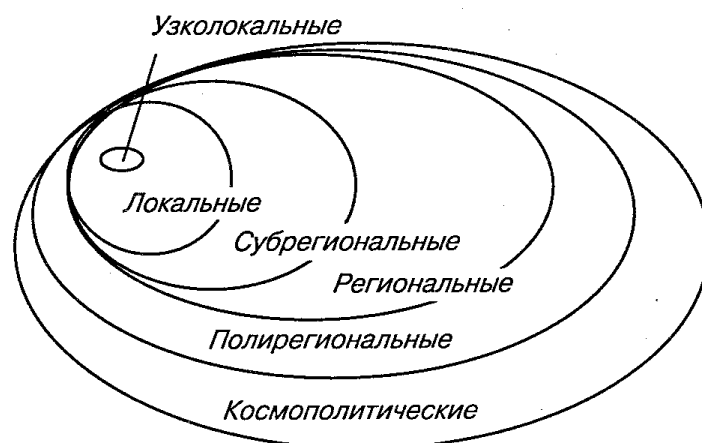 Узколокальные
Локальные
Субрегиональные
Региональные
Полирегиональные
Космополитические